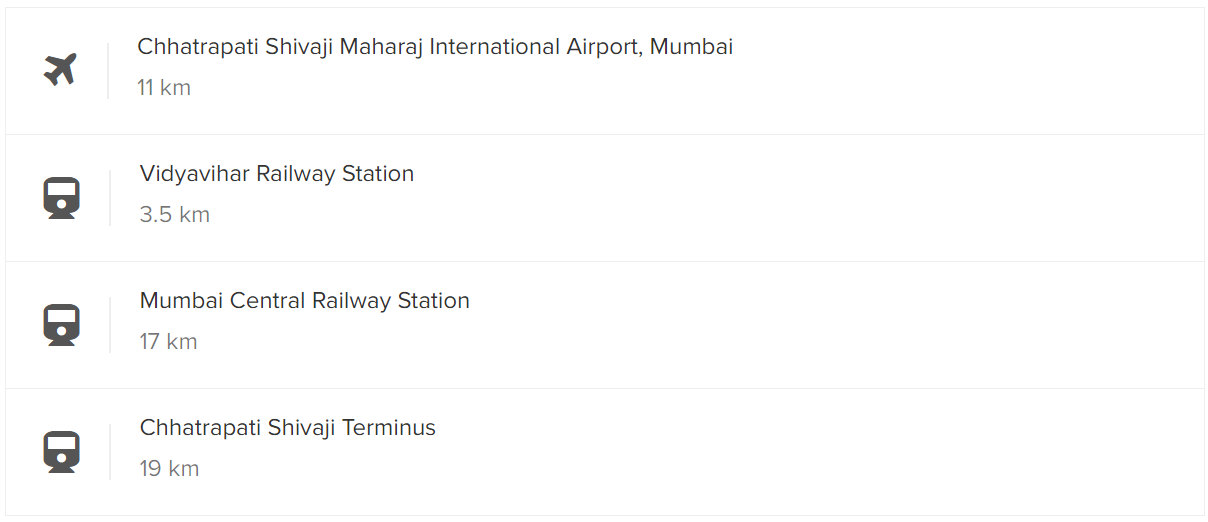 Chhatrapati Shivaji Maharaj International Airport, Mumbai
11 km
Vidyavihar Railway Station
3.5 km
Mumbai Central Railway Station
17 km
Chhatrapati Shivaji Terminus
19 km